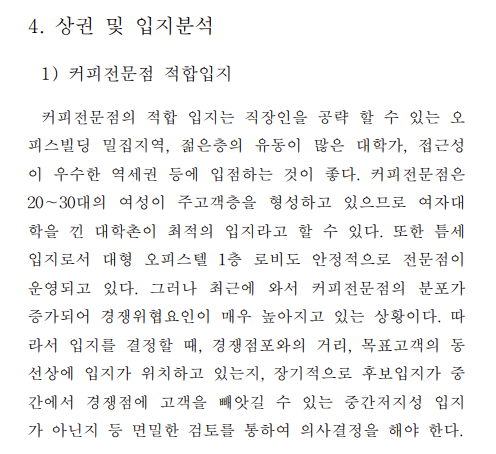 4. 상권 및 입지분석
1) 커피전문점 적합입지
커피전문점의 적합 입지는 직장인을 공략 할 수 있는 오
피스빌딩 밀집지역, 젊은층의 유동이 많은 대학가, 접근성
이 우수한 역세권 등에 입점하는 것이 좋다. 커피전문점은
20~30대의 여성이 주고객층을 형성하고 있으므로 여자대
학을 낀 대학촌이 최적의 입지라고 할 수 있다. 또한 틈세
입지로서 대형 오피스텔 1층 로비도 안정적으로 전문점이
운영되고 있다. 그러나 최근에 와서 커피전문점의 분포가
증가되어 경쟁위협요인이 매우 높아지고 있는 상황이다. 따
라서 입지를 결정할 때, 경쟁점포와의 거리, 목표고객의 동
선상에 입지가 위치하고 있는지, 장기적으로 후보입지가 중
간에서 경쟁점에 고객을 빼앗길 수 있는 중간저지성 입지
가 아닌지 등 면밀한 검토를 통하여 의사결정을 해야 한다.